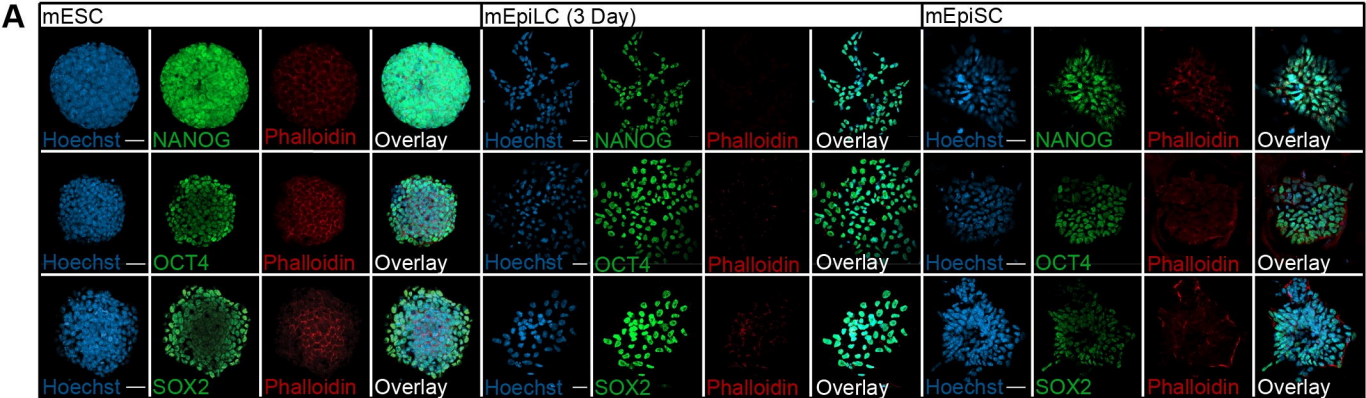 A
mESC mEpiLC (3 Day) mEpiSC
Hoechst NANOG Phalloidin Overlay Hoechst NANOG Phalloidin Overlay Hoechst NANOG Phalloidin Overlay
Hoechst OCT4 Phalloidin Overlay Hoechst OCT4 Phalloidin Overlay Hoechst OCT4 Phalloidin Overlay
Hoechst SOX2 Phalloidin Overlay Hoechst SOX2 Phalloidin Overlay Hoechst SOX2 Phalloidin Overlay